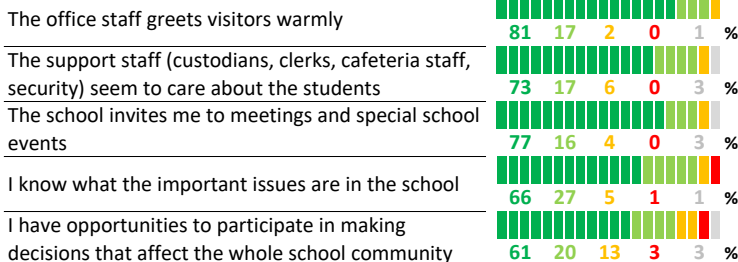 The office staff greets visitors warmly
81 17 2 0 1 %
The support staff (custodians, clerks, cafeteria staff,
security) seem to care about the students
73 17 6 0 3 %
The school invites me to meetings and special school
events
77 16 4 0 3 %
I know what the important issues are in the school
66 27 5 1 1 %
I have opportunities to participate in making
decisions that affect the whole school community
61 20 13 3 3 %